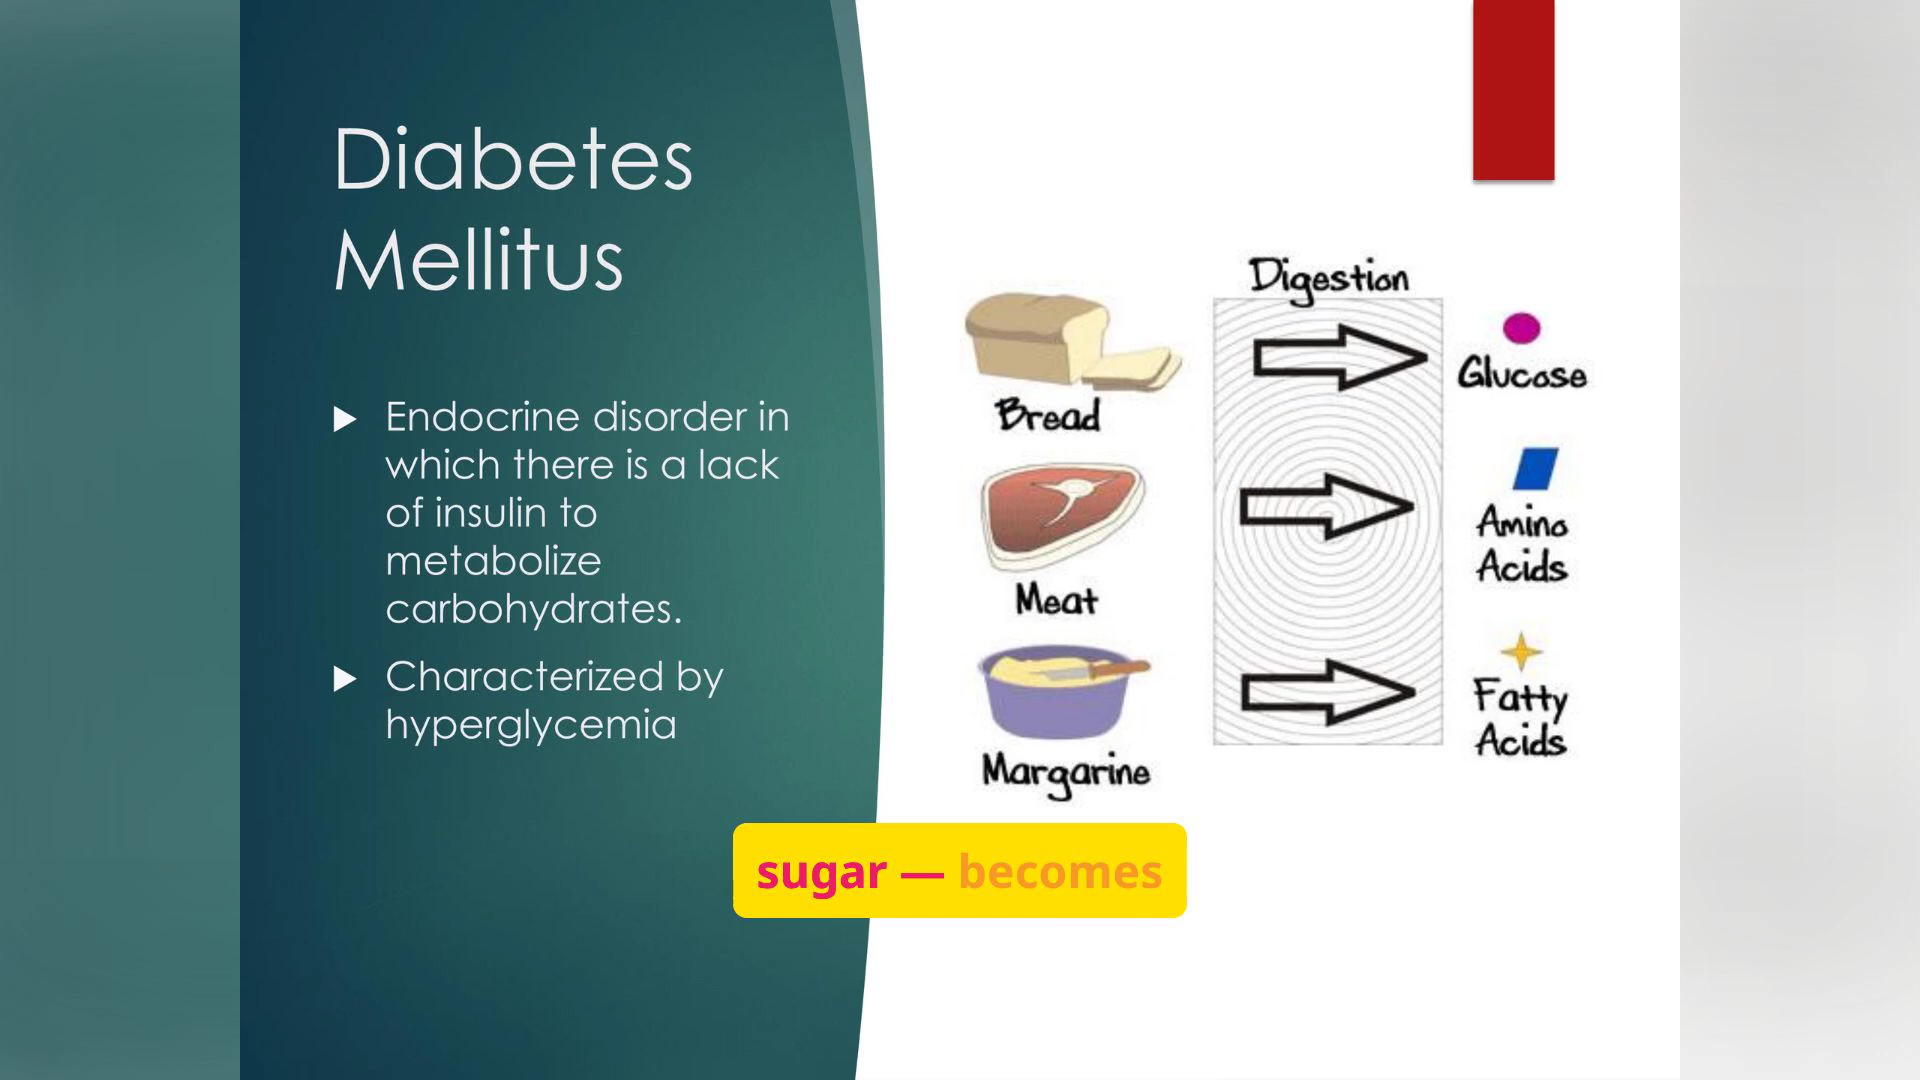 Diabetes
Mellitus
Endocrine disorder in
which there is a lack
of insulin to
metabolize
carbohydrates.
Characterized by
hyperglycemia
Digestion
Bread
Glucose
Meat
Amino
Acids
Margarine
Fatty
Acids
sugar — becomes